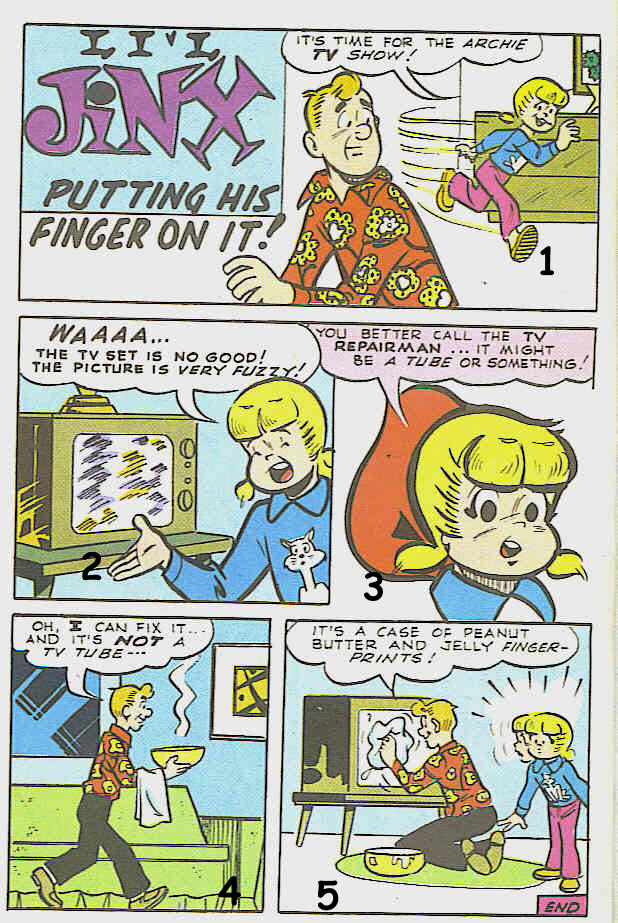 LI'L
JINX
PUTTING HIS
FINGER ON IT!
IT'S TIME FOR THE ARCHIE
TV SHOW!
1
WAAAA...
THE TV SET IS NO GOOD!
THE PICTURE IS VERY FUZZY!
2
YOU BETTER CALL THE TV
REPAIRMAN ... IT MIGHT
BE A TUBE OR SOMETHING!
3
OH, I CAN FIX IT...
AND IT'S NOT A
TV TUBE---
4
IT'S A CASE OF PEANUT
BUTTER AND JELLY FINGER-
PRINTS!
5
END